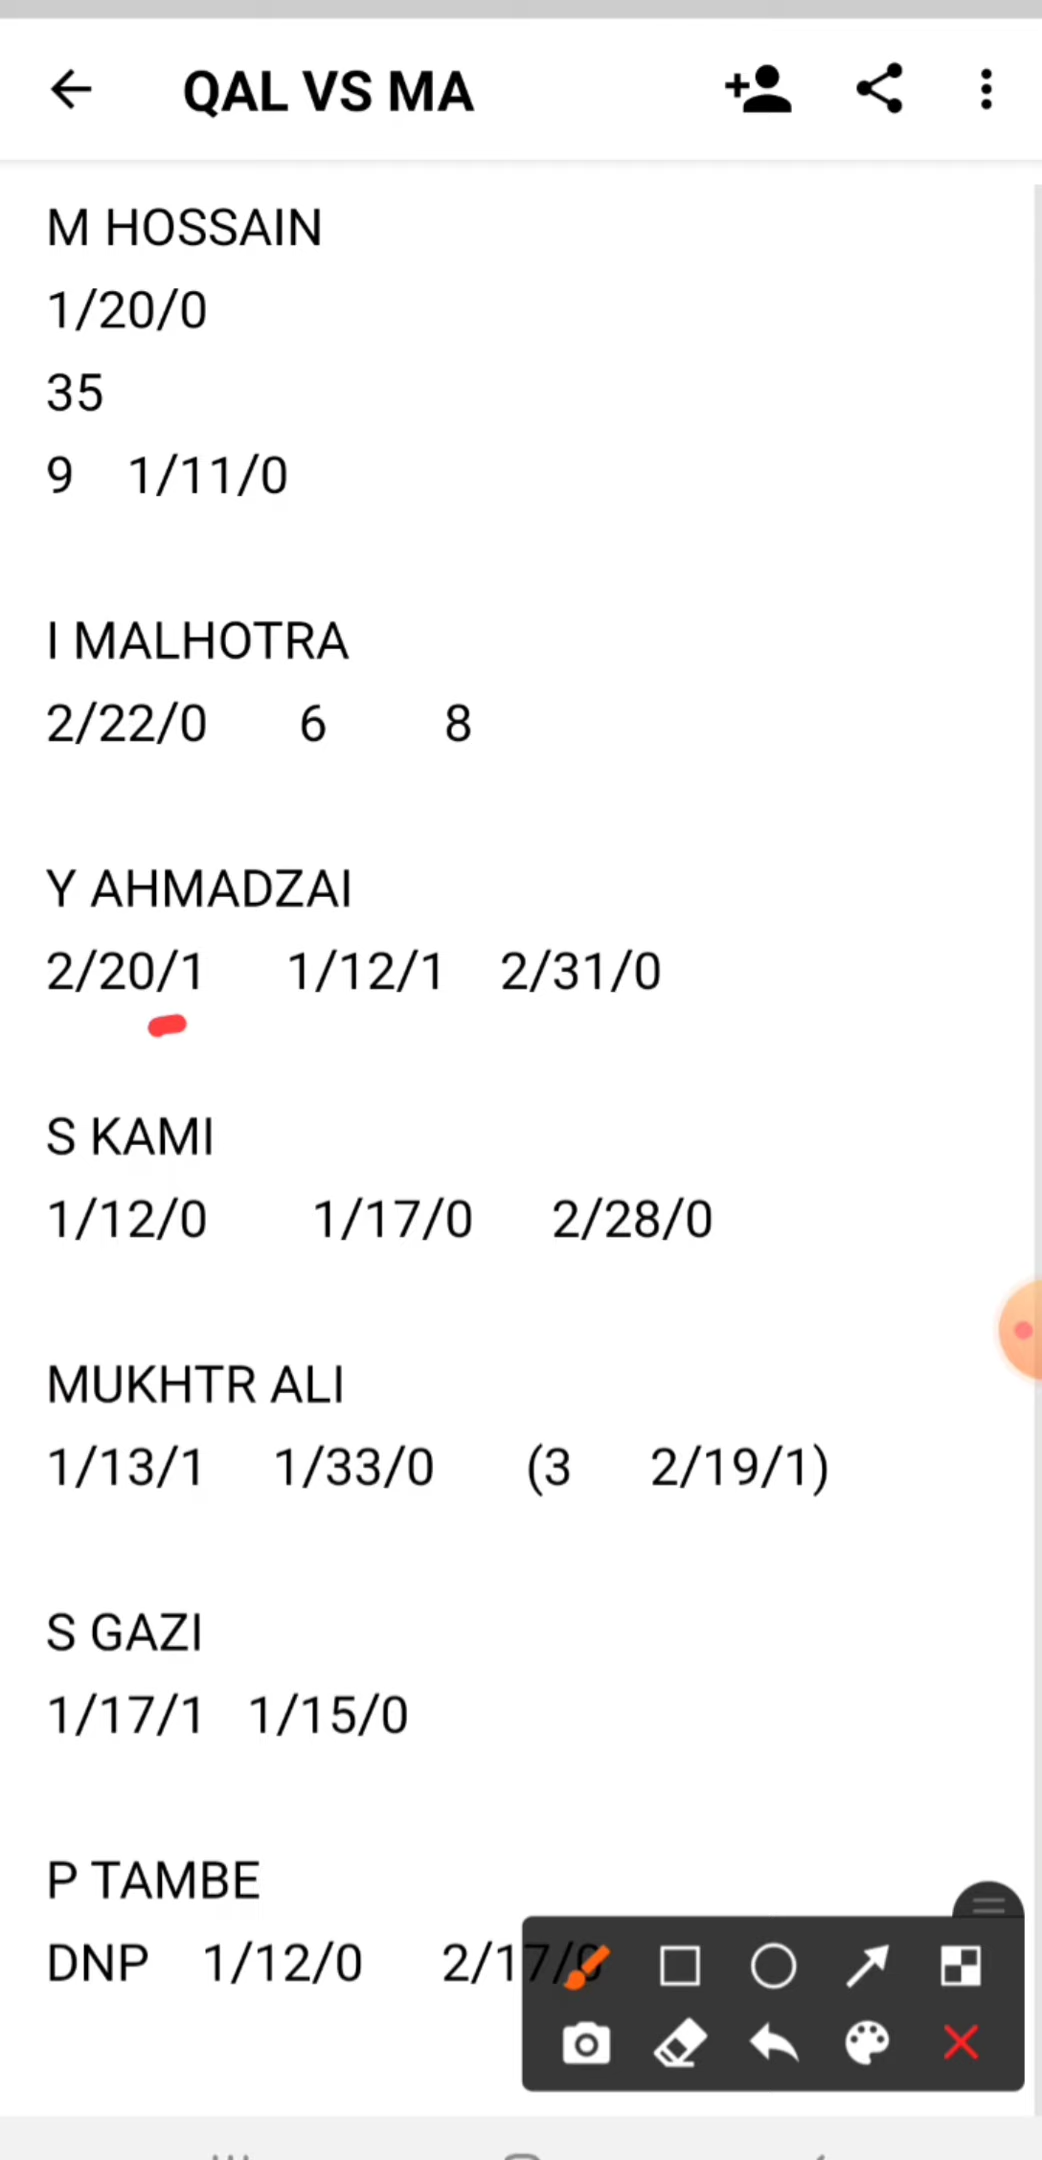 QAL VS MA
M HOSSAIN
1/20/0
35
9 1/11/0
I MALHOTRA
2/22/0 6 8
Y AHMADZAI
2/20/1 1/12/1 2/31/0
S KAMI
1/12/0 1/17/0 2/28/0
MUKHTR ALI
1/13/1 1/33/0 (3 2/19/1)
S GAZI
1/17/1 1/15/0
P TAMBE
DNP 1/12/0 2/17/0